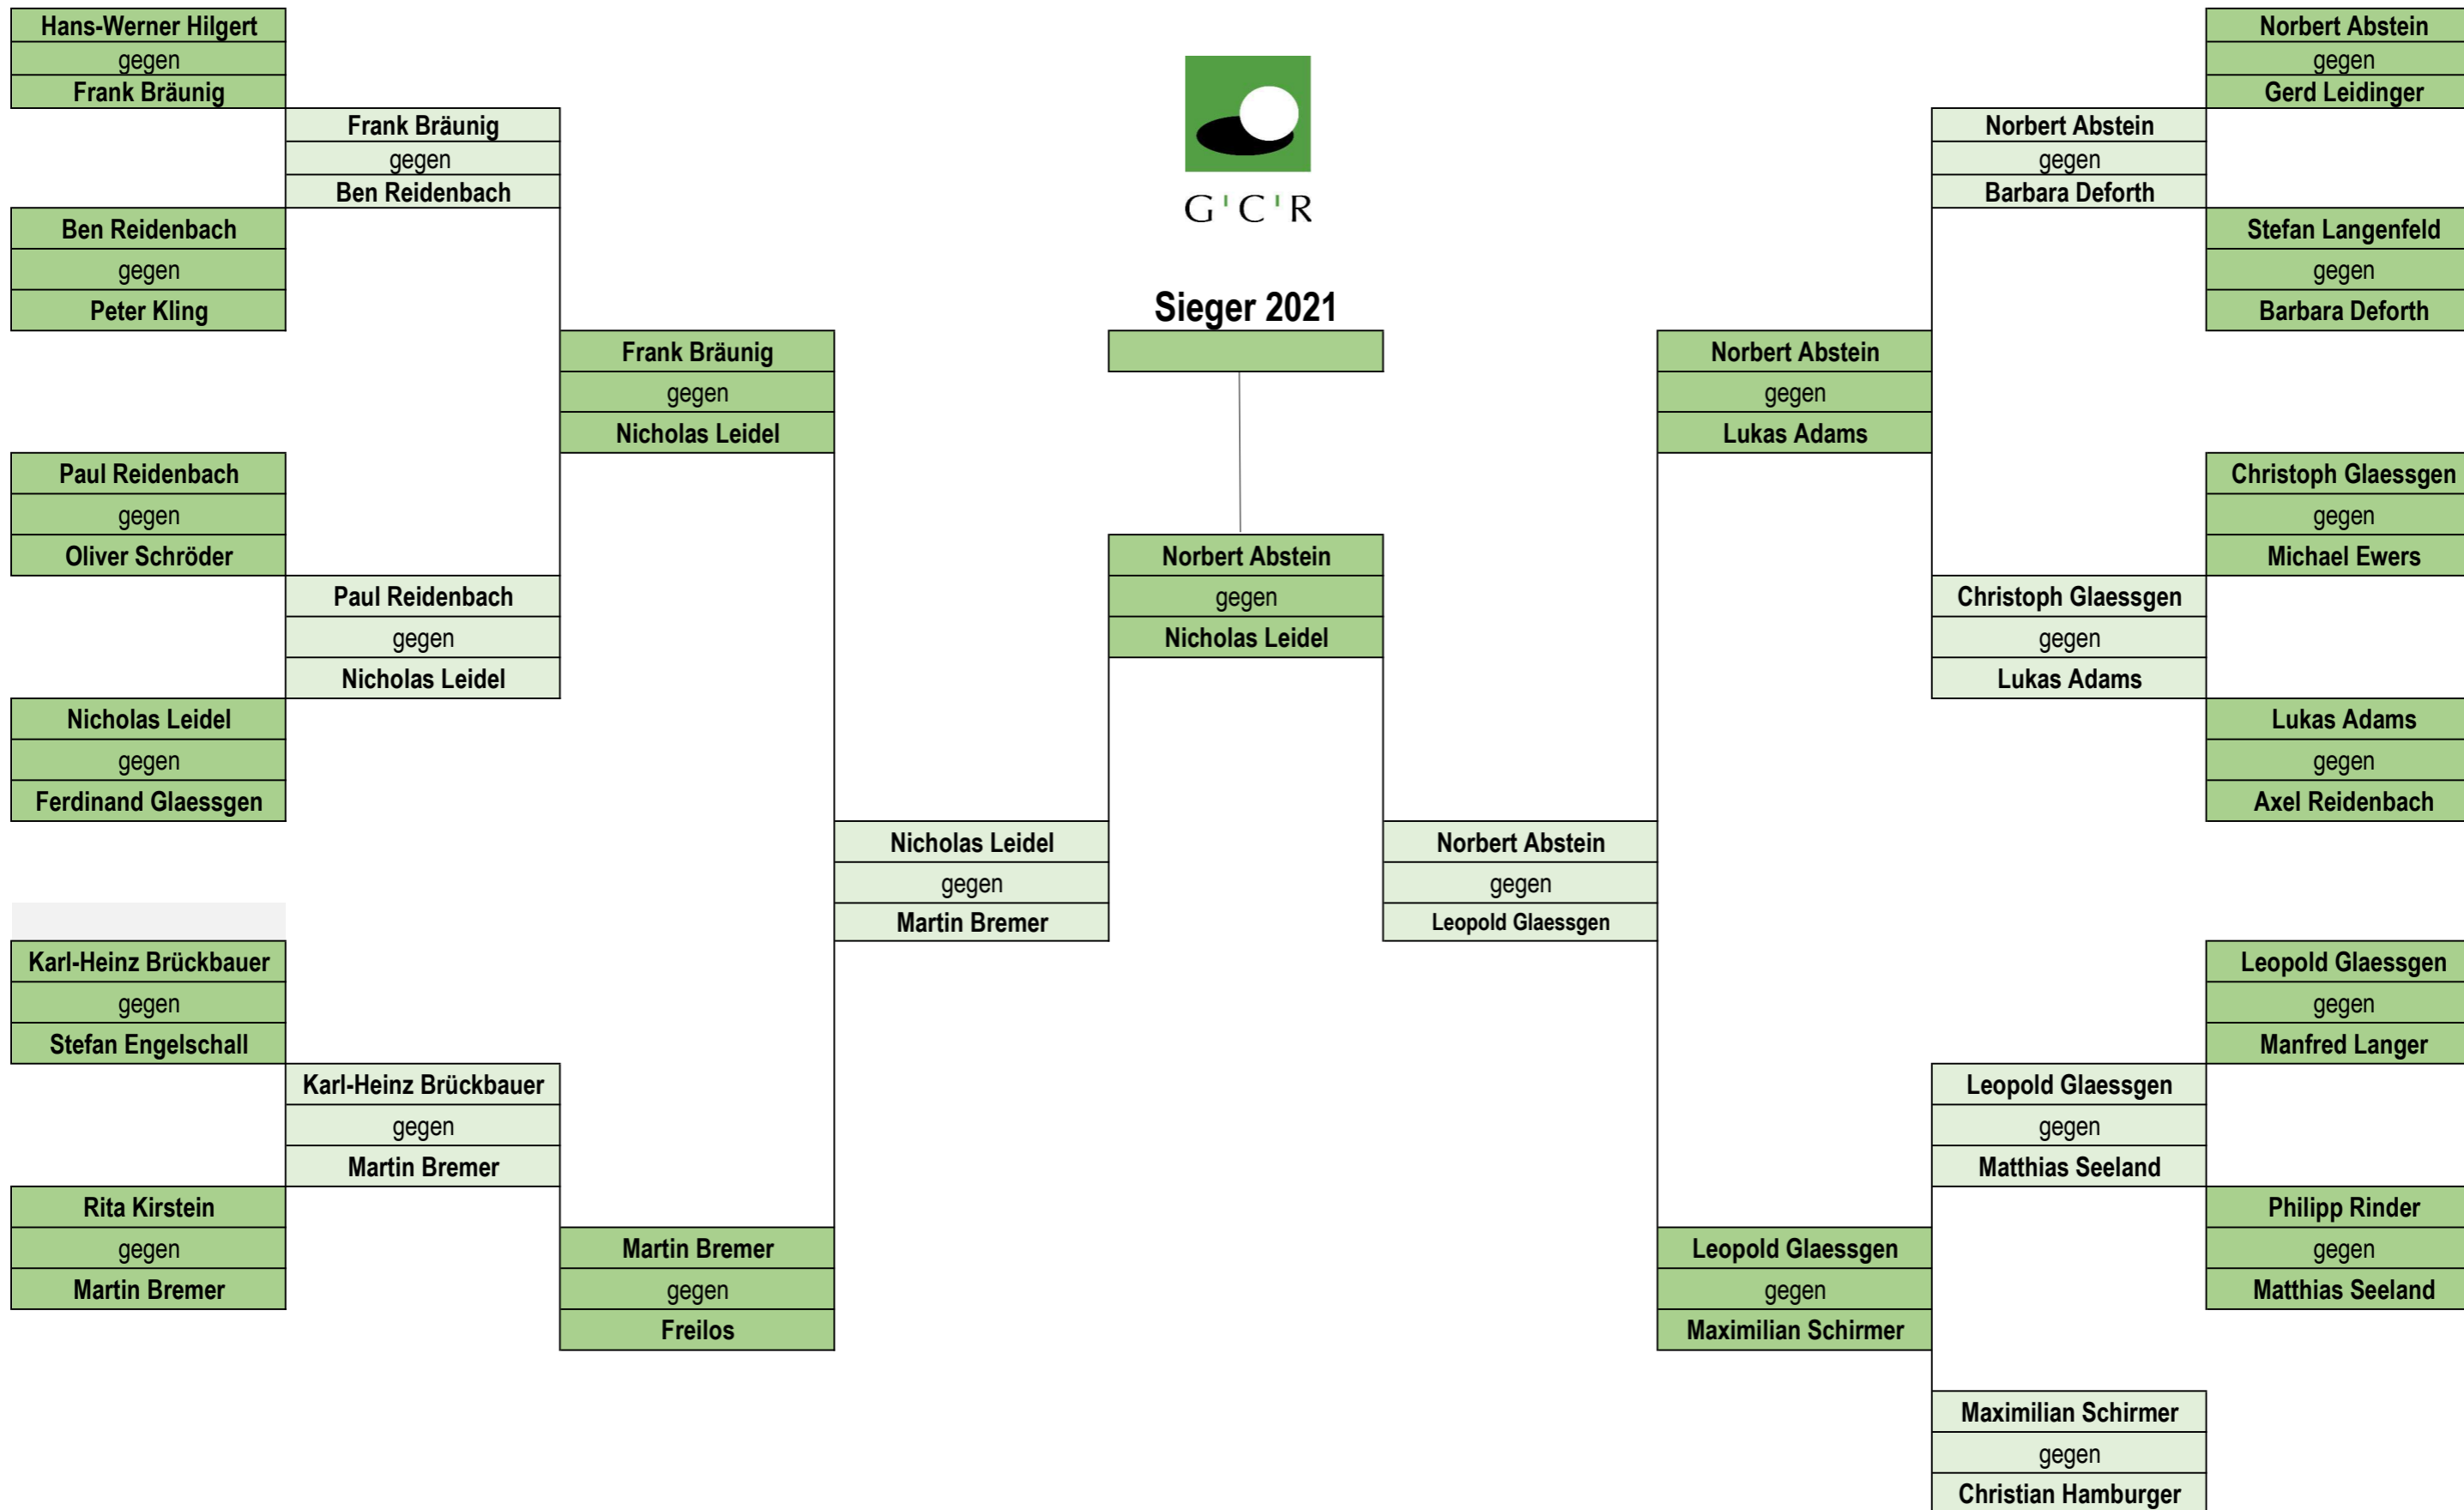 Hans-Werner Hilgert
gegen
Frank Bräunig
Frank Bräunig
gegen
Ben Reidenbach
Ben Reidenbach
gegen
Peter Kling
Frank Bräunig
gegen
Nicholas Leidel
Paul Reidenbach
gegen
Oliver Schröder
Paul Reidenbach
gegen
Nicholas Leidel
Nicholas Leidel
gegen
Ferdinand Glaessgen
Nicholas Leidel
gegen
Martin Bremer
Karl-Heinz Brückbauer
gegen
Stefan Engelschall
Karl-Heinz Brückbauer
gegen
Martin Bremer
Rita Kirstein
gegen
Martin Bremer
Martin Bremer
gegen
Freilos
G'C'R
Sieger 2021
Norbert Abstein
gegen
Nicholas Leidel
Norbert Abstein
gegen
Leopold Glaessgen
Norbert Abstein
gegen
Gerd Leidinger
Norbert Abstein
gegen
Barbara Deforth
Stefan Langenfeld
gegen
Barbara Deforth
Norbert Abstein
gegen
Lukas Adams
Christoph Glaessgen
gegen
Michael Ewers
Christoph Glaessgen
gegen
Lukas Adams
Lukas Adams
gegen
Axel Reidenbach
Leopold Glaessgen
gegen
Manfred Langer
Leopold Glaessgen
gegen
Matthias Seeland
Philipp Rinder
gegen
Matthias Seeland
Leopold Glaessgen
gegen
Maximilian Schirmer
Maximilian Schirmer
gegen
Christian Hamburger